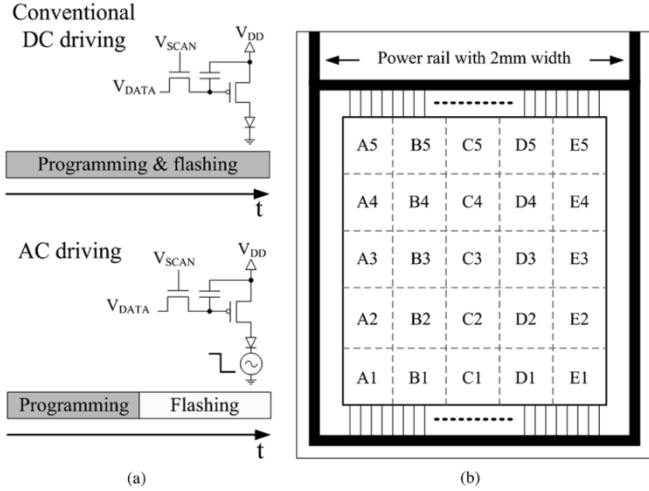 Conventional
DC driving
VSCAN
VDD
VDATA
Programming & flashing
t
AC driving
VSCAN
VDD
VDATA
Programming Flashing
t
(a)
Power rail with 2mm width
A5 B5 C5 D5 E5
A4 B4 C4 D4 E4
A3 B3 C3 D3 E3
A2 B2 C2 D2 E2
A1 B1 C1 D1 E1
(b)